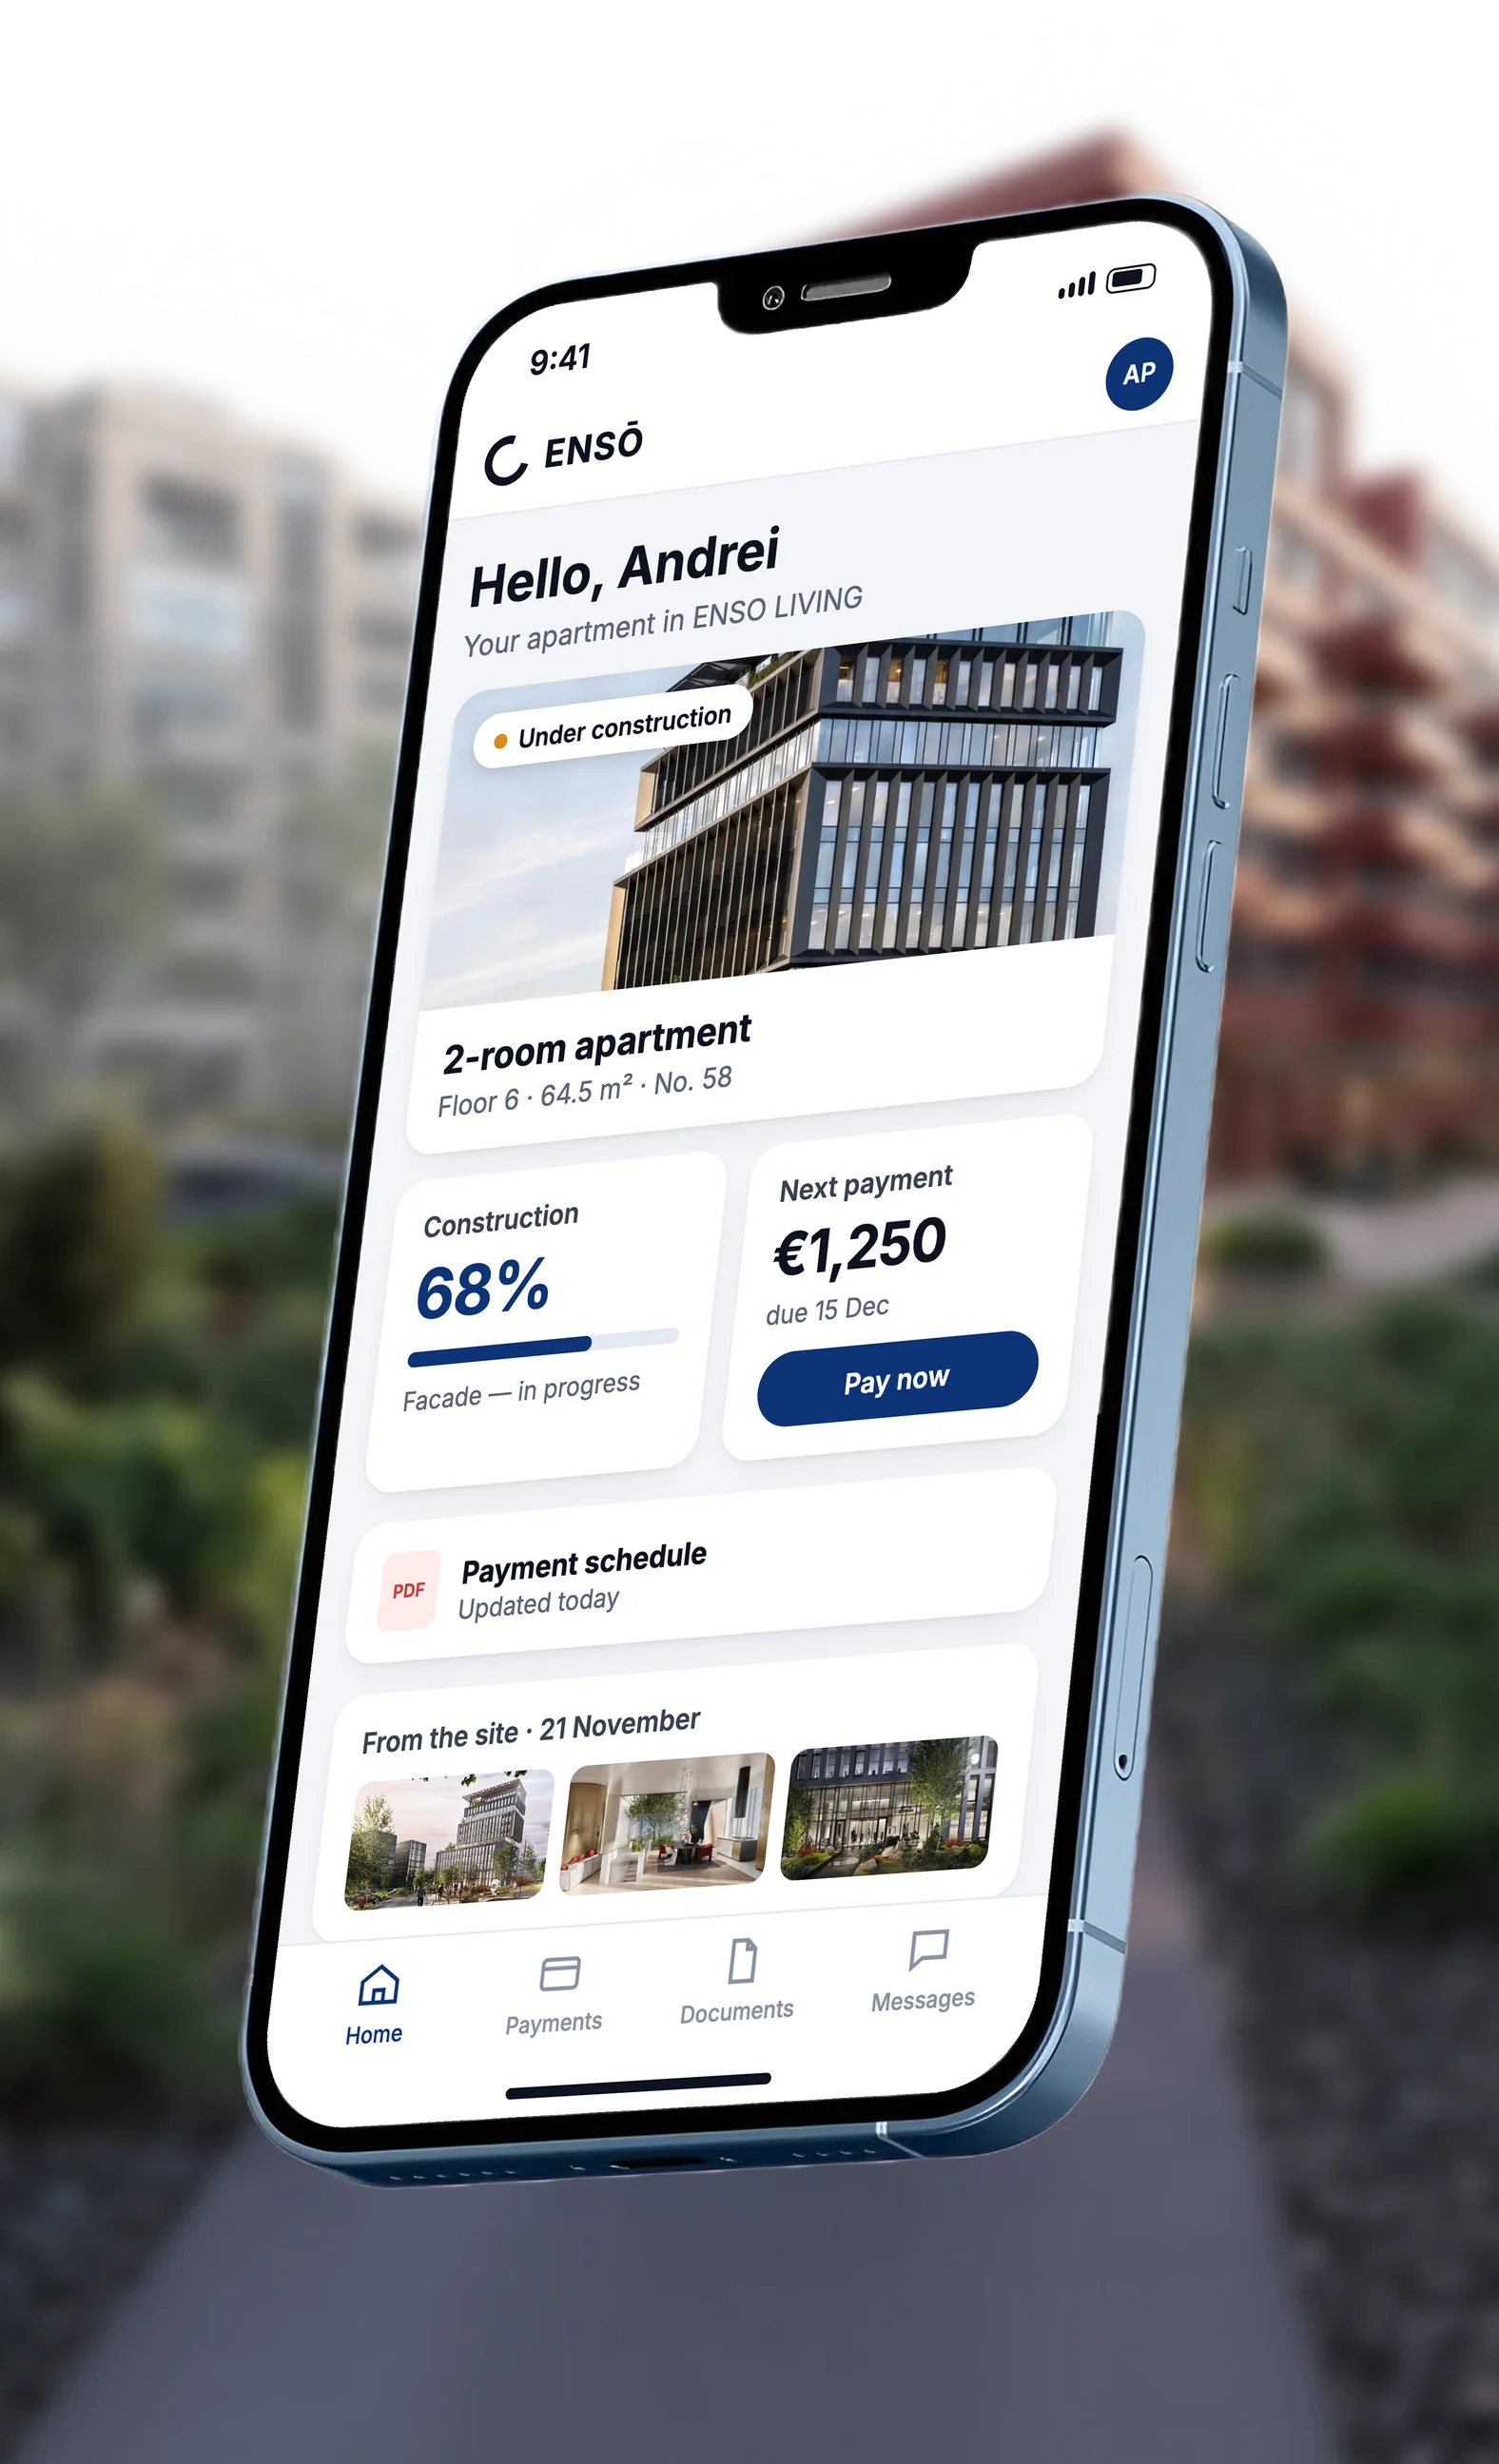 9:41
AP
ENSŌ
Hello, Andrei
Your apartment in ENSO LIVING
Under construction
2-room apartment
Floor 6 · 64.5 m² · No. 58
Construction
68%
Facade — in progress
Next payment
€1,250
due 15 Dec
Pay now
PDF
Payment schedule
Updated today
From the site · 21 November
Home
Payments
Documents
Messages